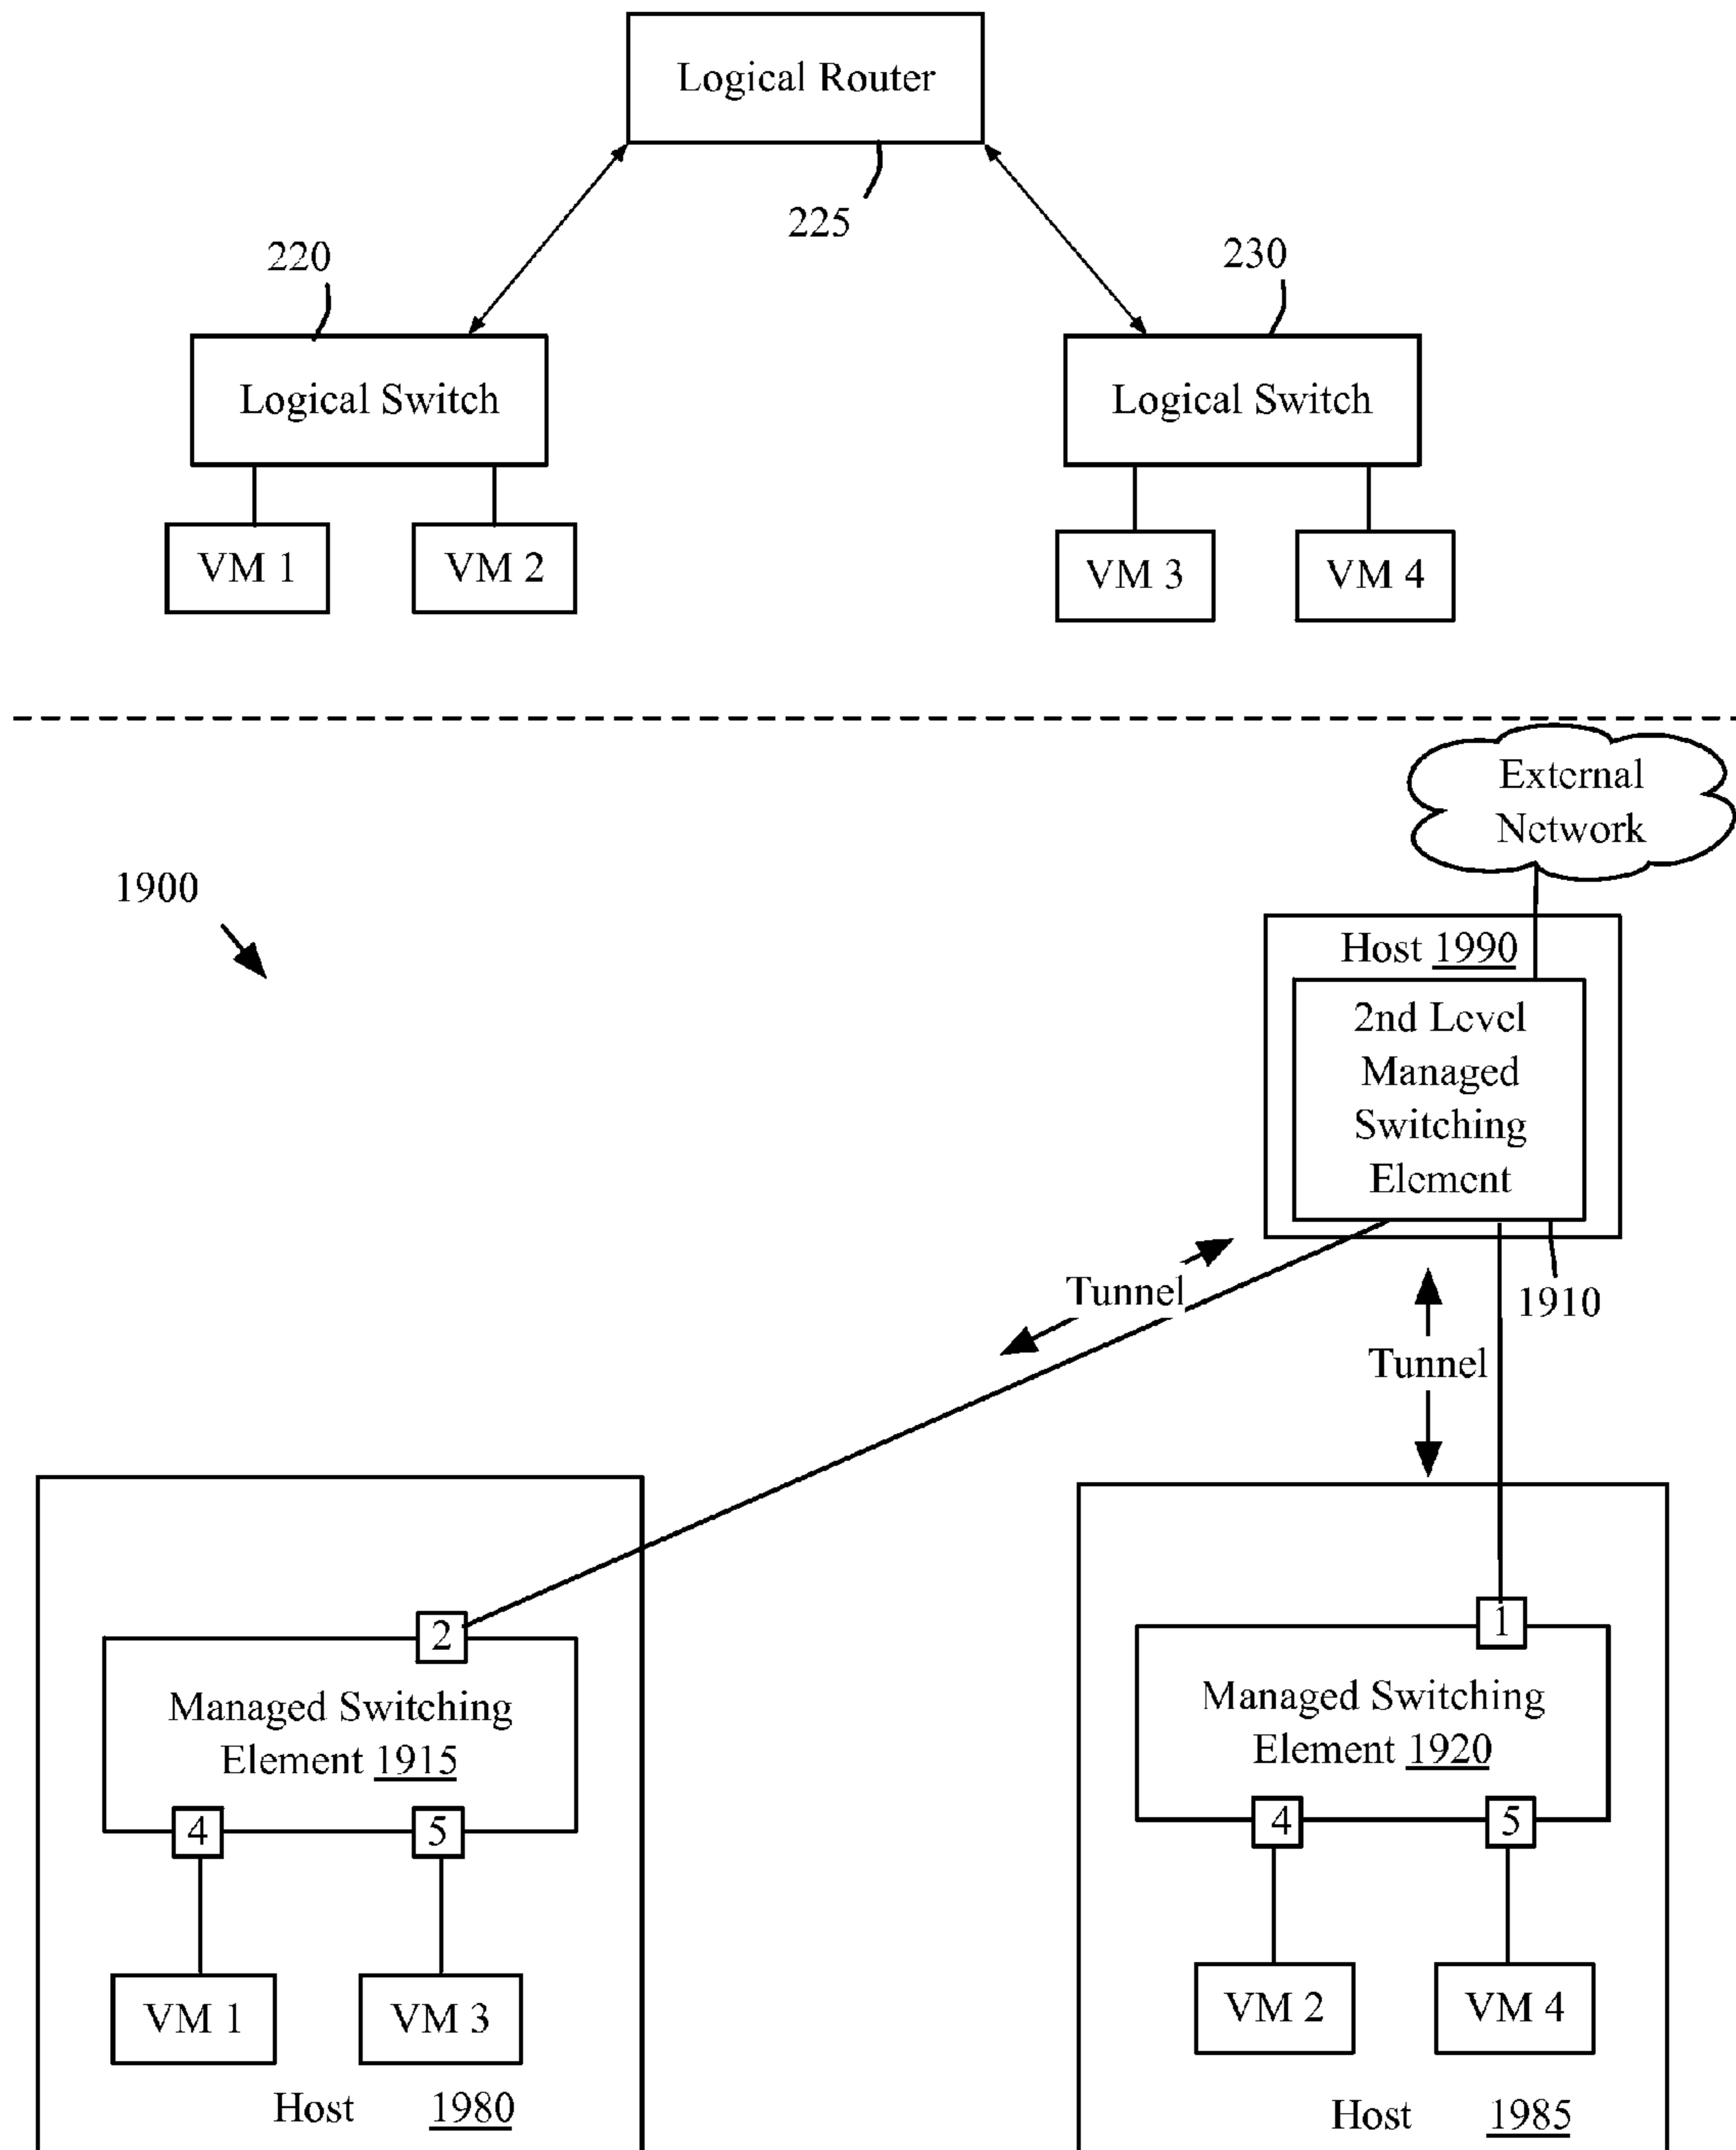 Logical Router
225
220
230
Logical Switch
Logical Switch
VM 1
VM 2
VM 3
VM 4
External
Network
1900
Host 1990
2nd Level
Managed
Switching
Element
1910
Tunnel
Tunnel
2
1
Managed Switching
Element 1915
Managed Switching
Element 1920
4
5
4
5
VM 1
VM 3
VM 2
VM 4
Host 1980
Host 1985